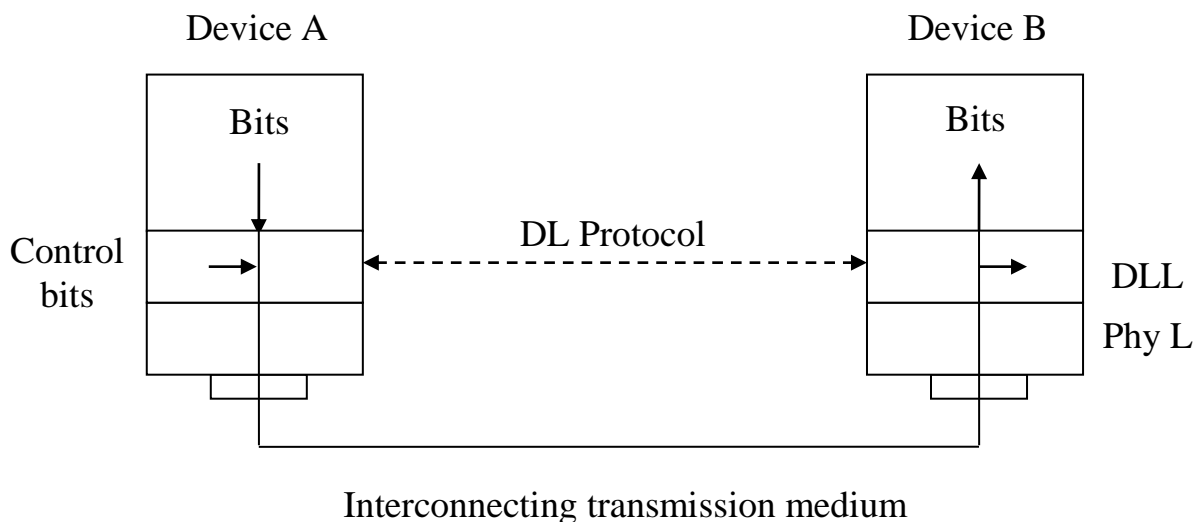 Device A
Device B
Bits
Bits
DL Protocol
Control
bits
DLL
Phy L
Interconnecting transmission medium